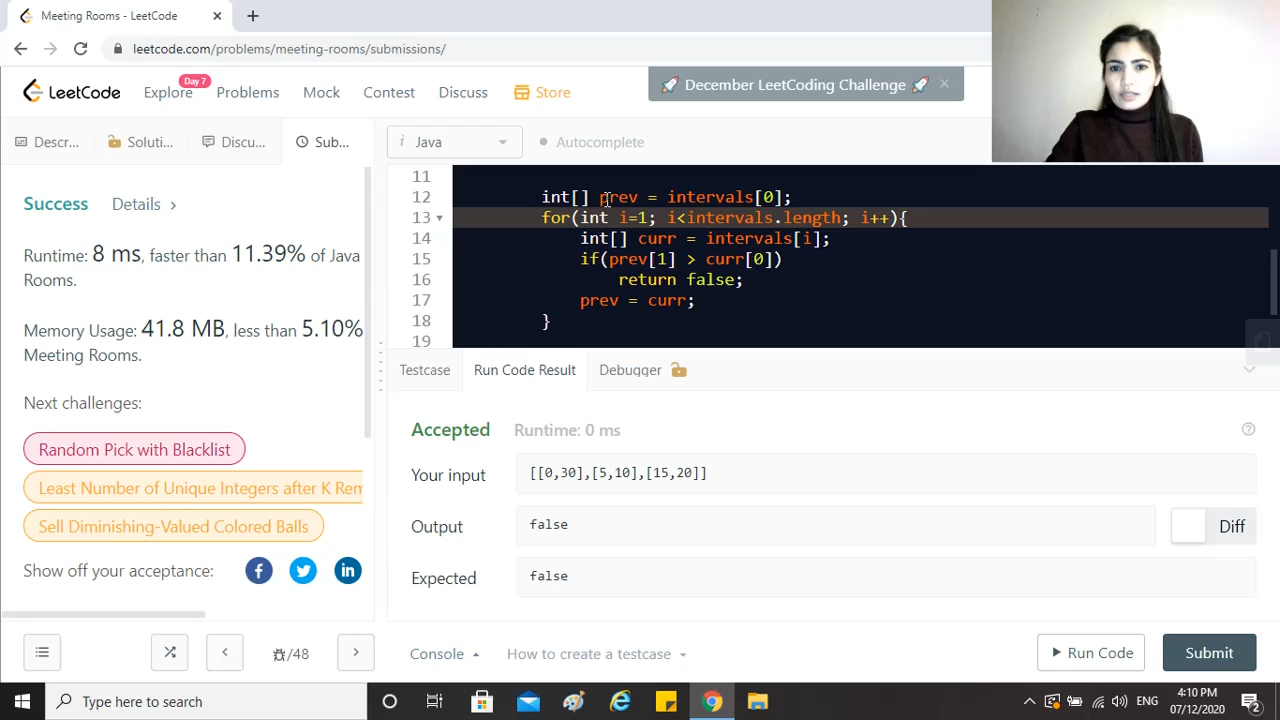 Meeting Rooms - LeetCode
leetcode.com/problems/meeting-rooms/submissions/
LeetCode
Explore
Day 7
Problems
Mock
Contest
Discuss
Store
🚀 December LeetCoding Challenge 🚀
Descr...
Soluti...
Discu...
Sub...
i Java
Autocomplete
Success
Details >
Runtime: 8 ms, faster than 11.39% of Java
Rooms.
Memory Usage: 41.8 MB, less than 5.10%
Meeting Rooms.
Next challenges:
Random Pick with Blacklist
Least Number of Unique Integers after K Rem
Sell Diminishing-Valued Colored Balls
Show off your acceptance:
11
12 int[] prev = intervals[0];
13 for(int i=1; i<intervals.length; i++){
14 int[] curr = intervals[i];
15 if(prev[1] > curr[0])
16 return false;
17 prev = curr;
18 }
19
Testcase
Run Code Result
Debugger
Accepted
Runtime: 0 ms
Your input
[[0,30],[5,10],[15,20]]
Output
false
Diff
Expected
false
/48
Console
How to create a testcase
Run Code
Submit
Type here to search
ENG
4:10 PM
07/12/2020
2